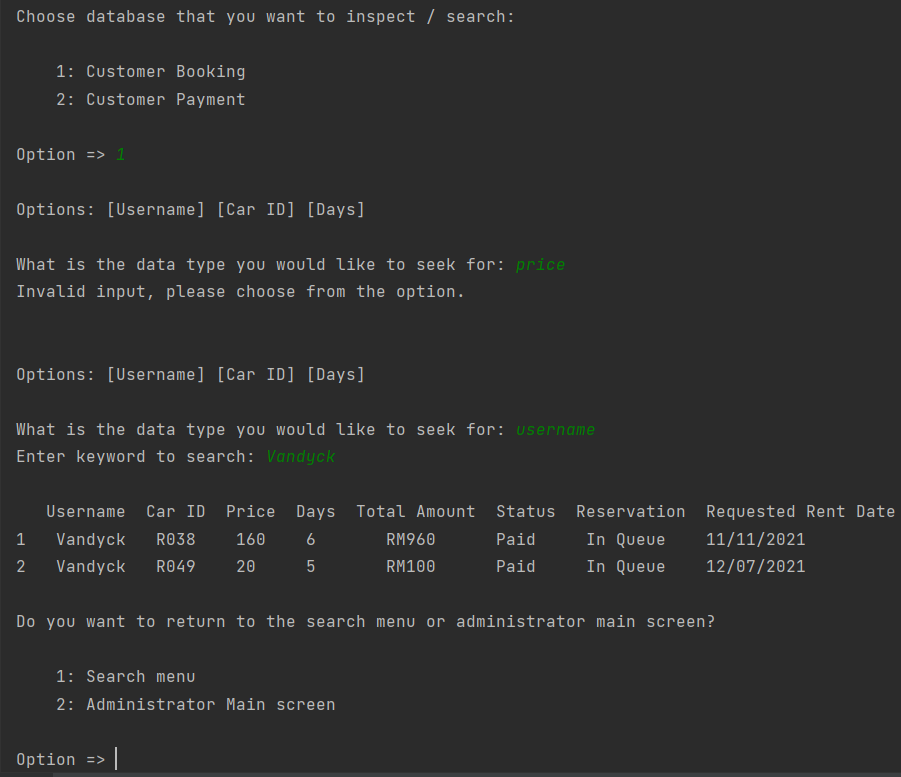 Choose database that you want to inspect / search:
1: Customer Booking
2: Customer Payment
Option => 1
Options: [Username] [Car ID] [Days]
What is the data type you would like to seek for: price
Invalid input, please choose from the option.
Options: [Username] [Car ID] [Days]
What is the data type you would like to seek for: username
Enter keyword to search: Vandyck
Username Car ID Price Days Total Amount Status Reservation Requested Rent Date
1 Vandyck R038 160 6 RM960 Paid In Queue 11/11/2021
2 Vandyck R049 20 5 RM100 Paid In Queue 12/07/2021
Do you want to return to the search menu or administrator main screen?
1: Search menu
2: Administrator Main screen
Option =>